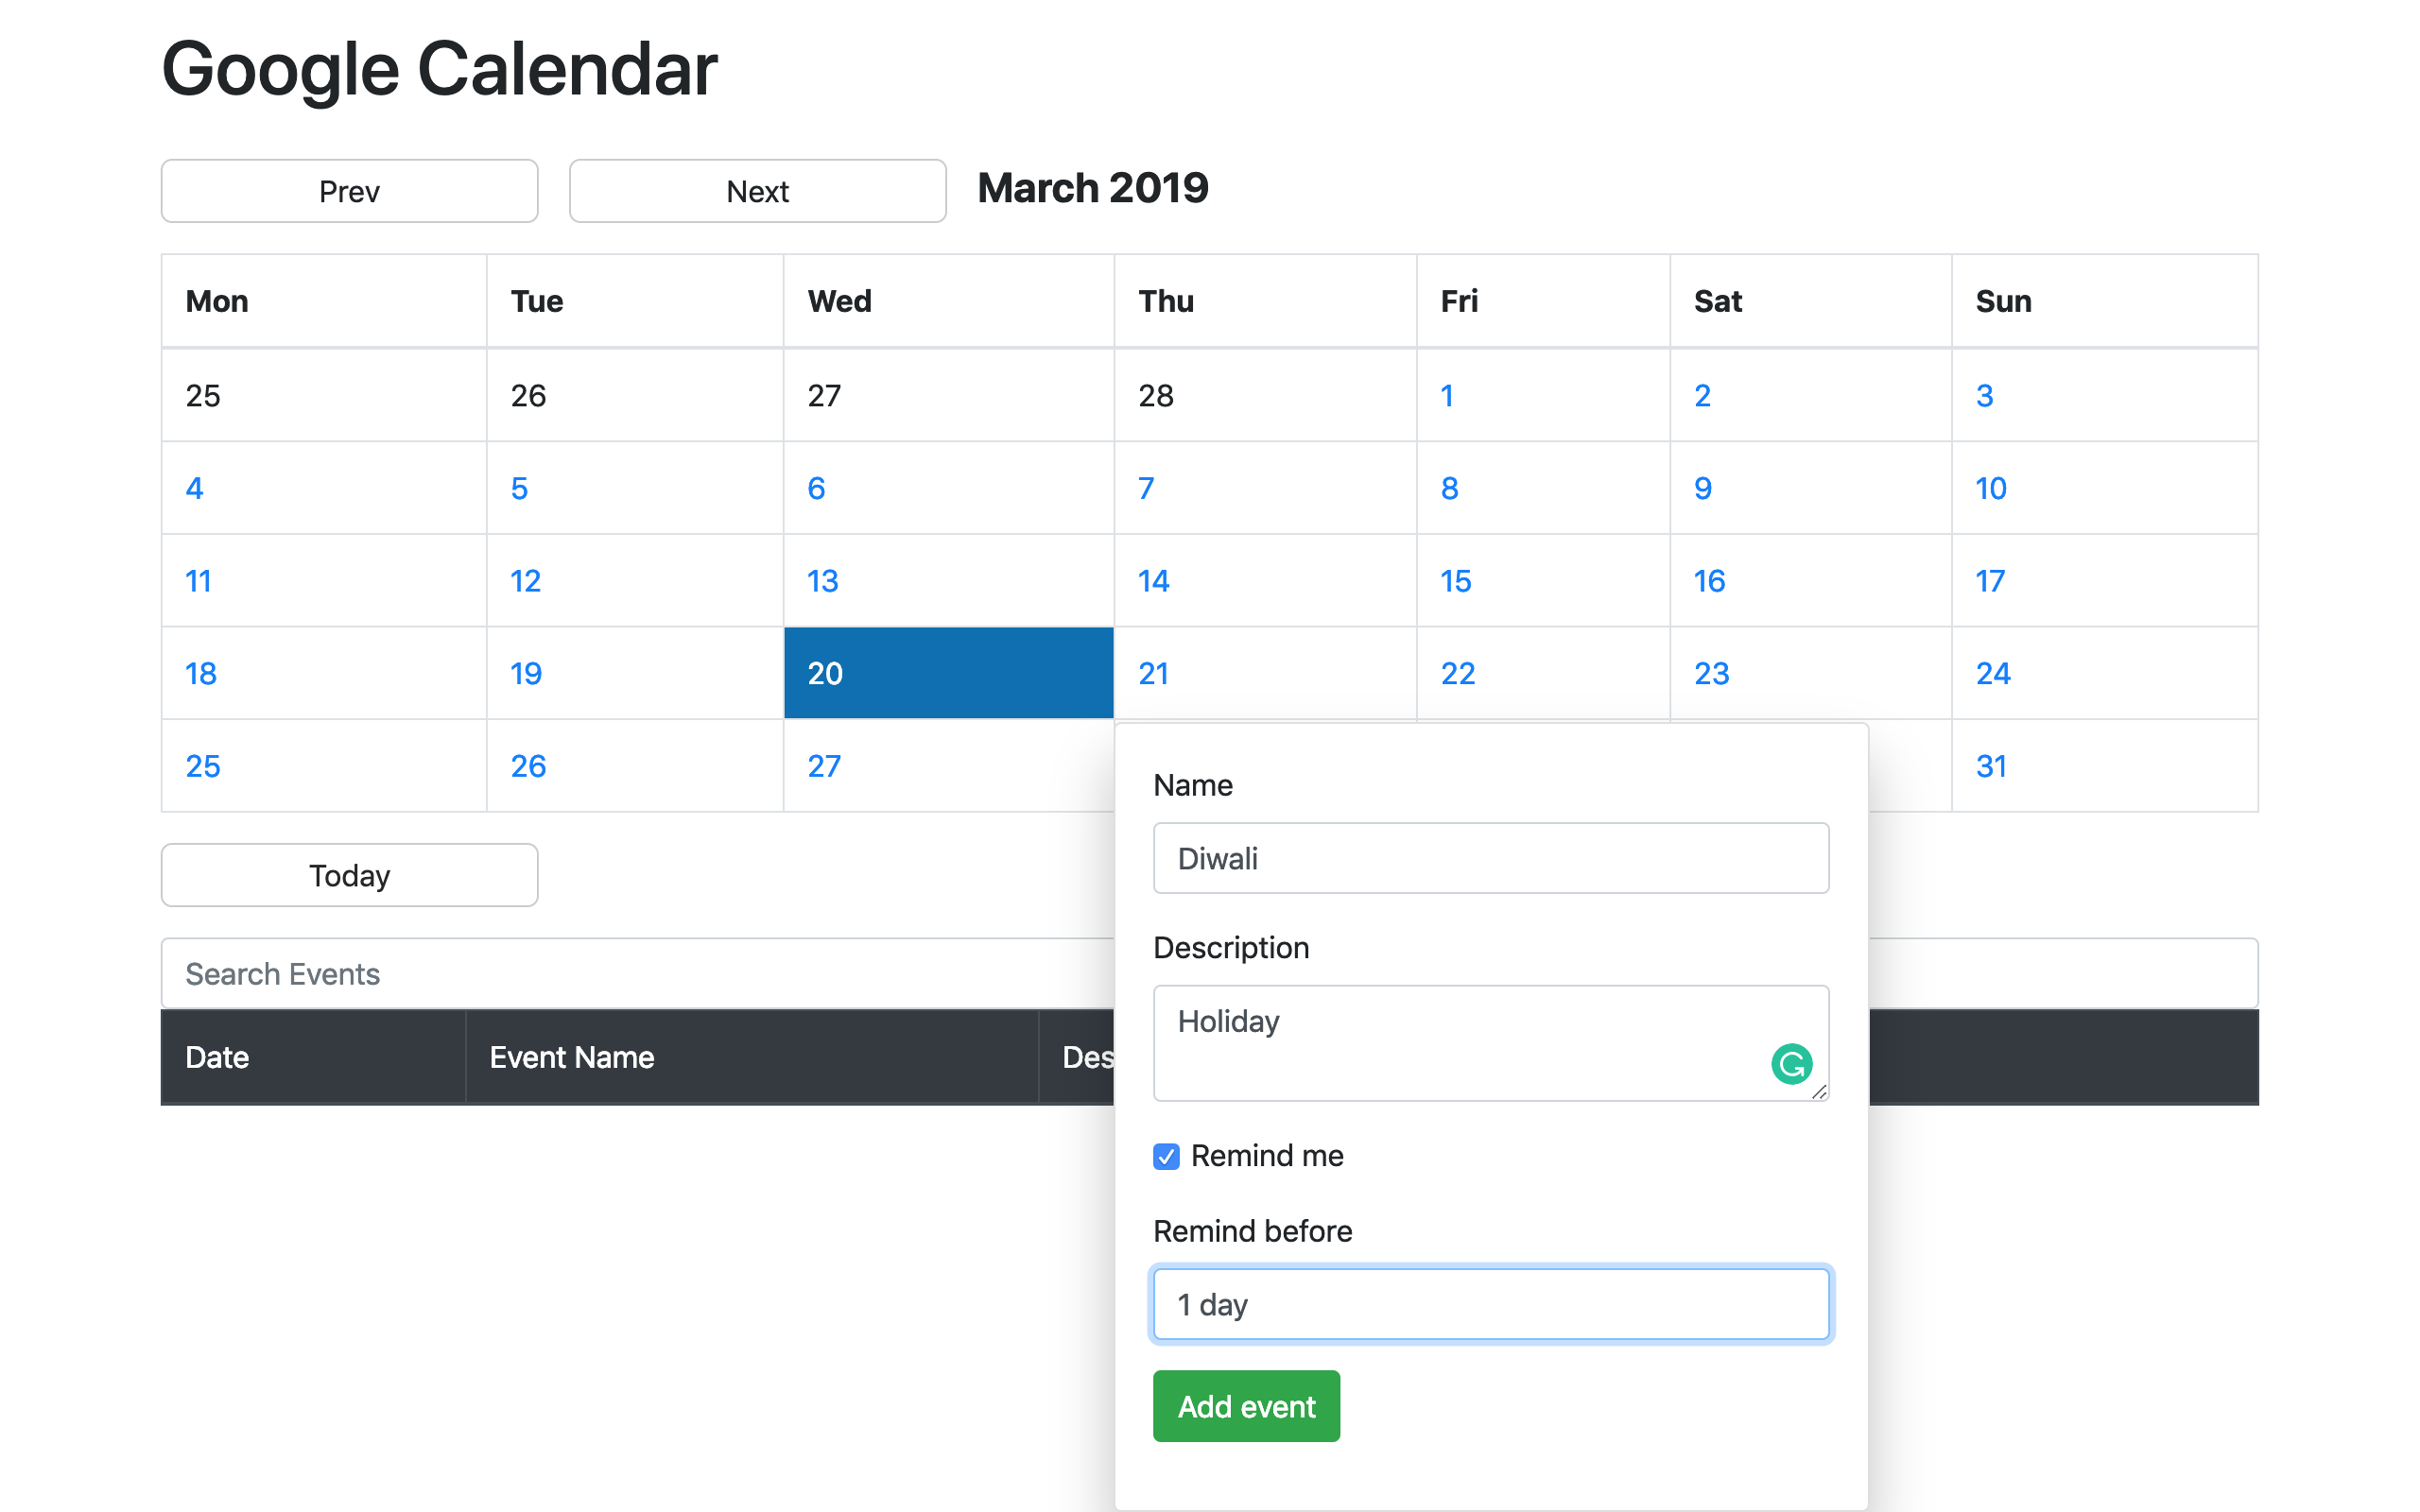 Google Calendar
Prev Next March 2019
Mon Tue Wed Thu Fri Sat Sun
25 26 27 28 1 2 3
4 5 6 7 8 9 10
11 12 13 14 15 16 17
18 19 20 21 22 23 24
25 26 27 31
Name
Diwali
Today
Description
Search Events
Holiday
Date Event Name Des
Remind me
Remind before
1 day
Add event